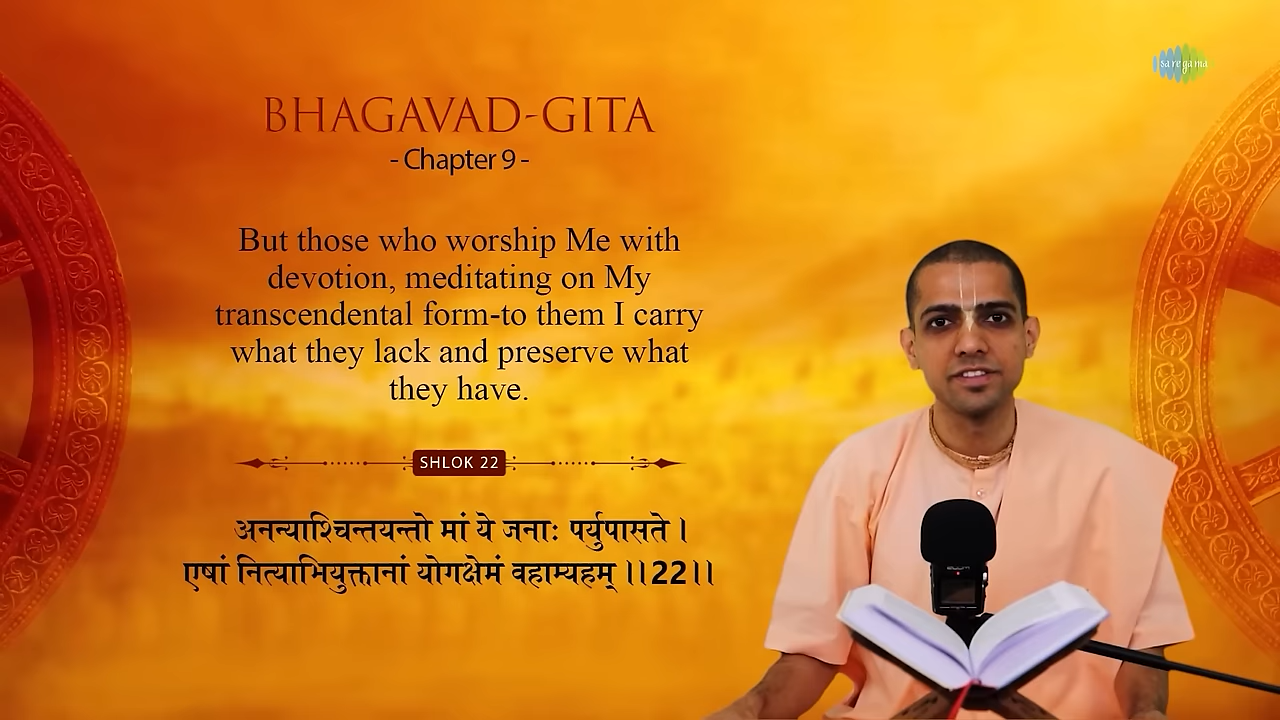 saregama
BHAGAVAD-GITA
- Chapter 9 -
But those who worship Me with
devotion, meditating on My
transcendental form-to them I carry
what they lack and preserve what
they have.
SHLOK 22
अनन्याश्चिन्तयन्तो मां ये जनाः पर्युपासते ।
एषां नित्याभियुक्तानां योगक्षेमं वहाम्यहम् ।।22।।